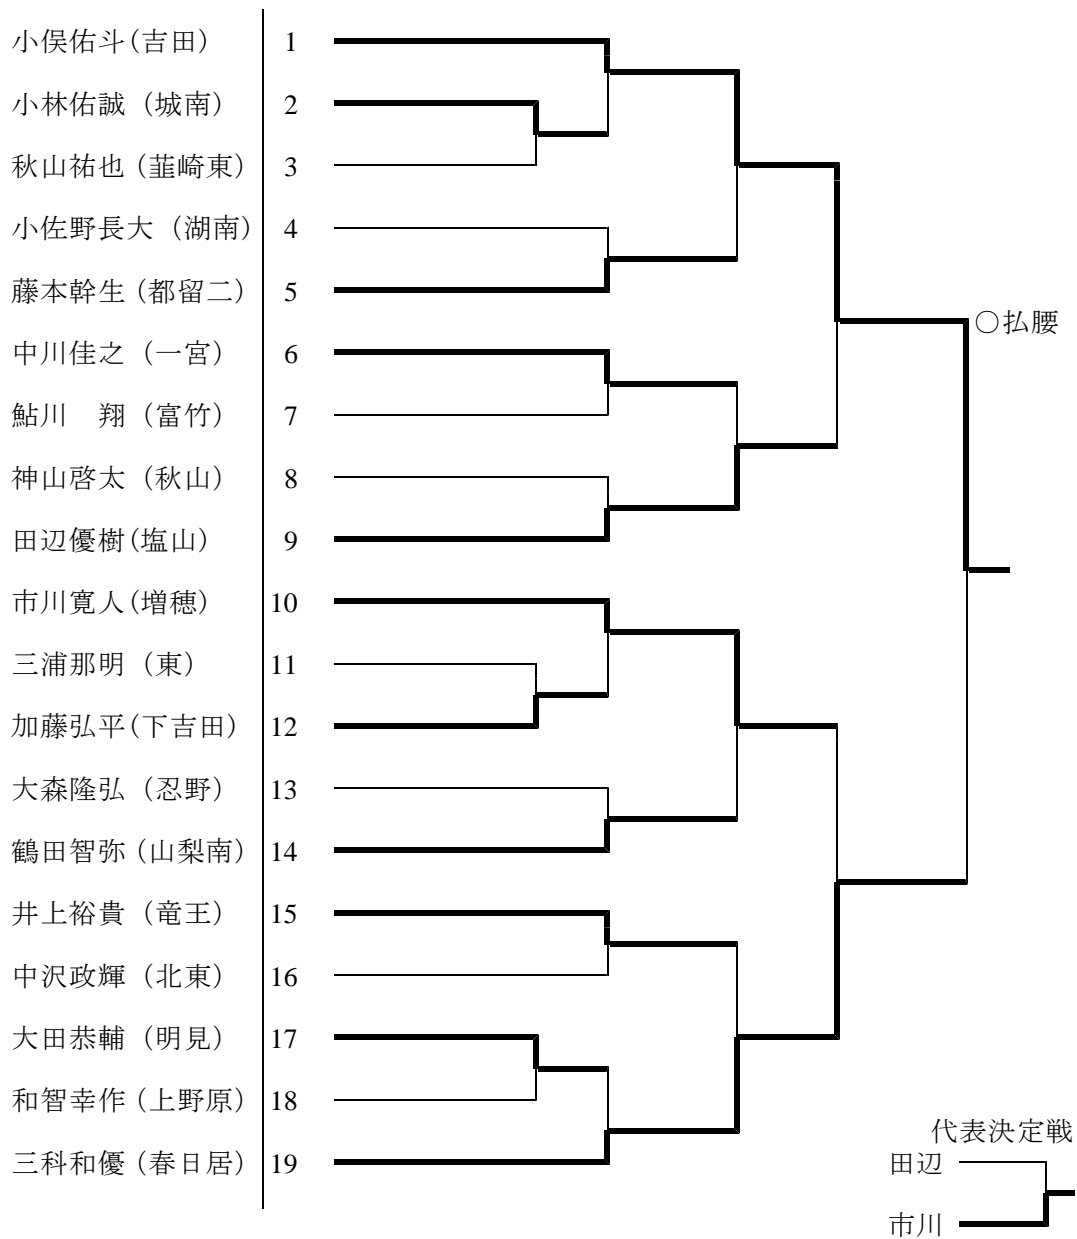 小俣佑斗(吉田) 1
小林佑誠(城南) 2
秋山祐也(韮崎東) 3
小佐野長大(湖南) 4
藤本幹生(都留二) 5
中川佳之(一宮) 6
○払腰
鮎川　翔(富竹) 7
神山啓太(秋山) 8
田辺優樹(塩山) 9
市川寛人(増穂) 10
三浦那明(東) 11
加藤弘平(下吉田) 12
大森隆弘(忍野) 13
鶴田智弥(山梨南) 14
井上裕貴(竜王) 15
中沢政輝(北東) 16
大田恭輔(明見) 17
和智幸作(上野原) 18
三科和優(春日居) 19
代表決定戦
田辺
市川